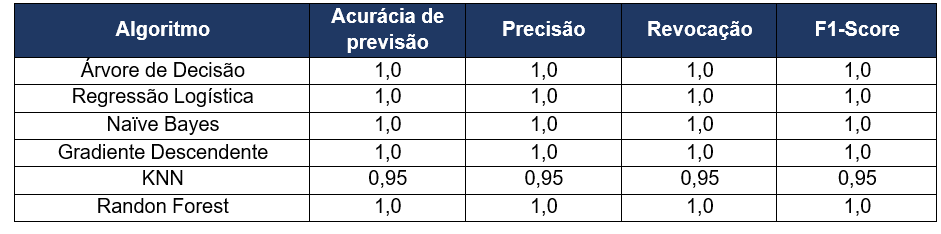 Algoritmo Acurácia de previsão Precisão Revocação F1-Score
Árvore de Decisão 1,0 1,0 1,0 1,0
Regressão Logística 1,0 1,0 1,0 1,0
Naïve Bayes 1,0 1,0 1,0 1,0
Gradiente Descendente 1,0 1,0 1,0 1,0
KNN 0,95 0,95 0,95 0,95
Randon Forest 1,0 1,0 1,0 1,0